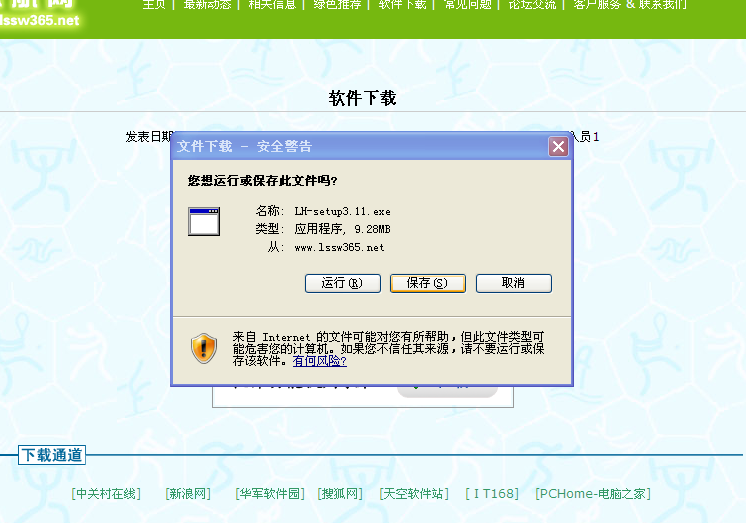 lssw365.net
主页 | 最新动态 | 相关信息 | 绿色推荐 | 软件下载 | 常见问题 | 论坛交流 | 客户服务 & 联系我们
软件下载
发表日期
人员1
文件下载 - 安全警告
您想运行或保存此文件吗?
名称: LH-setup3.11.exe
类型: 应用程序, 9.28MB
从: www.lssw365.net
运行(R) 保存(S) 取消
来自 Internet 的文件可能对您有所帮助,但此文件类型可
能危害您的计算机。如果您不信任其来源,请不要运行或保
存该软件。有何风险?
下载通道
[中关村在线] [新浪网] [华军软件园] [搜狐网] [天空软件站] [ＩT168] [PCHome-电脑之家]